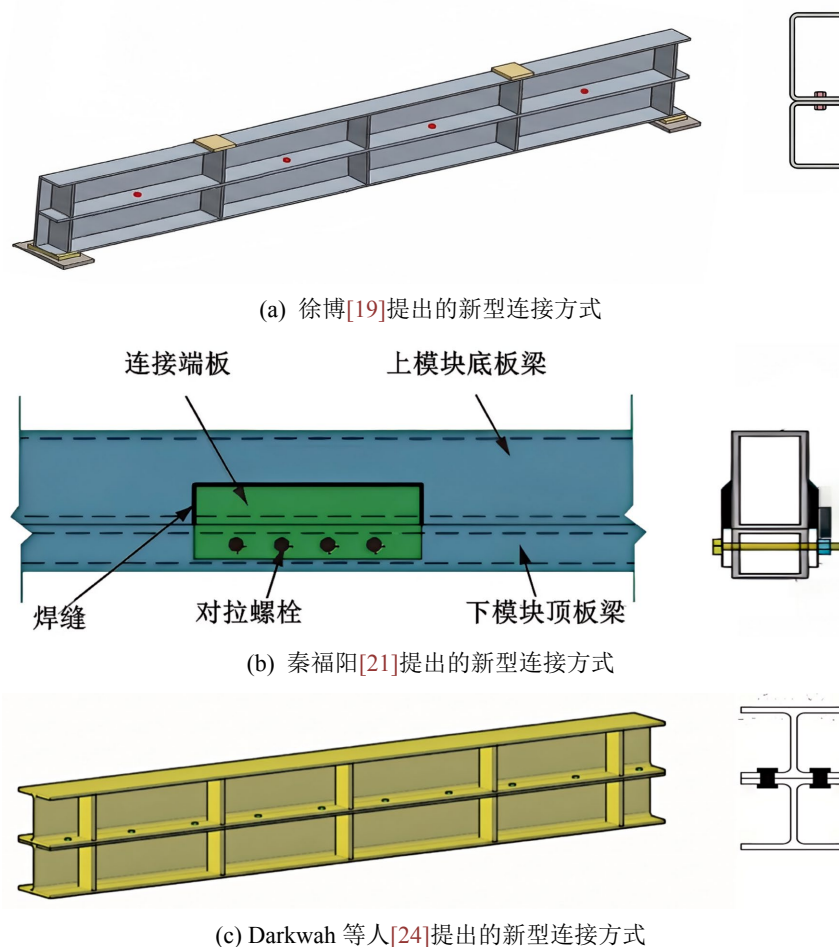 (a) 徐博[19]提出的新型连接方式
连接端板
上模块底板梁
焊缝
对拉螺栓
下模块顶板梁
(b) 秦福阳[21]提出的新型连接方式
(c) Darkwah 等人[24]提出的新型连接方式